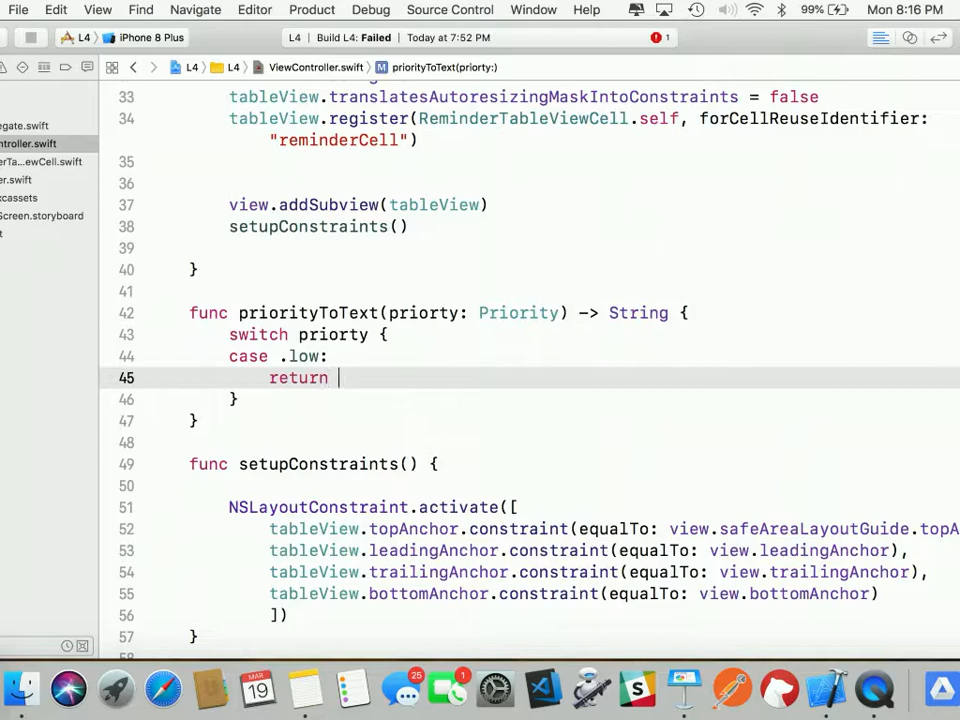 File Edit View Find Navigate Editor Product Debug Source Control Window Help 99% Mon 8:16 PM
L4 iPhone 8 Plus L4 | Build L4: Failed | Today at 7:52 PM 1
L4 L4 ViewController.swift M priorityToText(priorty:)
33 tableView.translatesAutoresizingMaskIntoConstraints = false
egate.swift
34 tableView.register(ReminderTableViewCell.self, forCellReuseIdentifier:
"reminderCell")
ontroller.swift
35
rTa...ewCell.swift
36
er.swift
37 view.addSubview(tableView)
xcassets
38 setupConstraints()
Screen.storyboard
39
t
40 }
41
42 func priorityToText(priorty: Priority) -> String {
43 switch priorty {
44 case .low:
45 return
46 }
47 }
48
49 func setupConstraints() {
50
51 NSLayoutConstraint.activate([
52 tableView.topAnchor.constraint(equalTo: view.safeAreaLayoutGuide.topA
53 tableView.leadingAnchor.constraint(equalTo: view.leadingAnchor),
54 tableView.trailingAnchor.constraint(equalTo: view.trailingAnchor),
55 tableView.bottomAnchor.constraint(equalTo: view.bottomAnchor)
56 ])
57 }
MAR
19
25
1
S